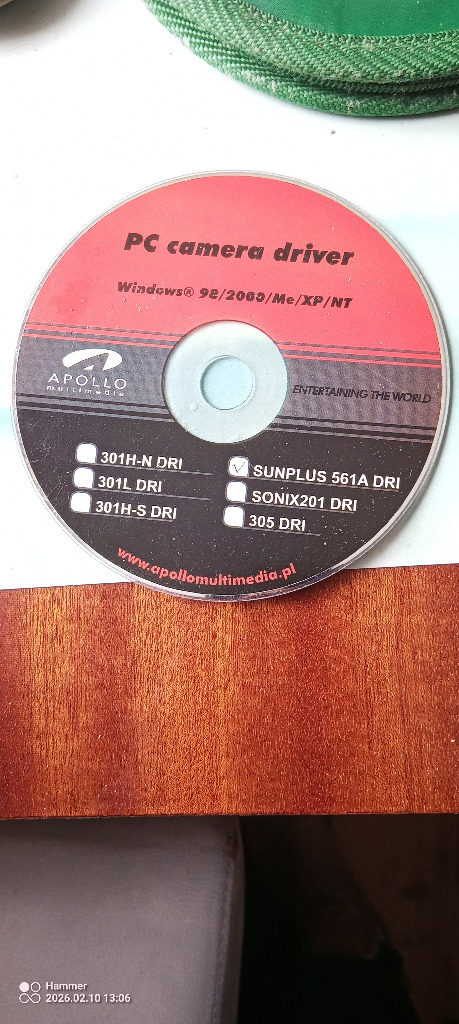 PC camera driver
Windows® 98/2000/Me/XP/NT
APOLLO
multimedia
ENTERTAINING THE WORLD
301H-N DRI
301L DRI
301H-S DRI
SUNPLUS 561A DRI
SONIX201 DRI
305 DRI
www.apollomultimedia.pl
Hammer
2026.02.10 13:06